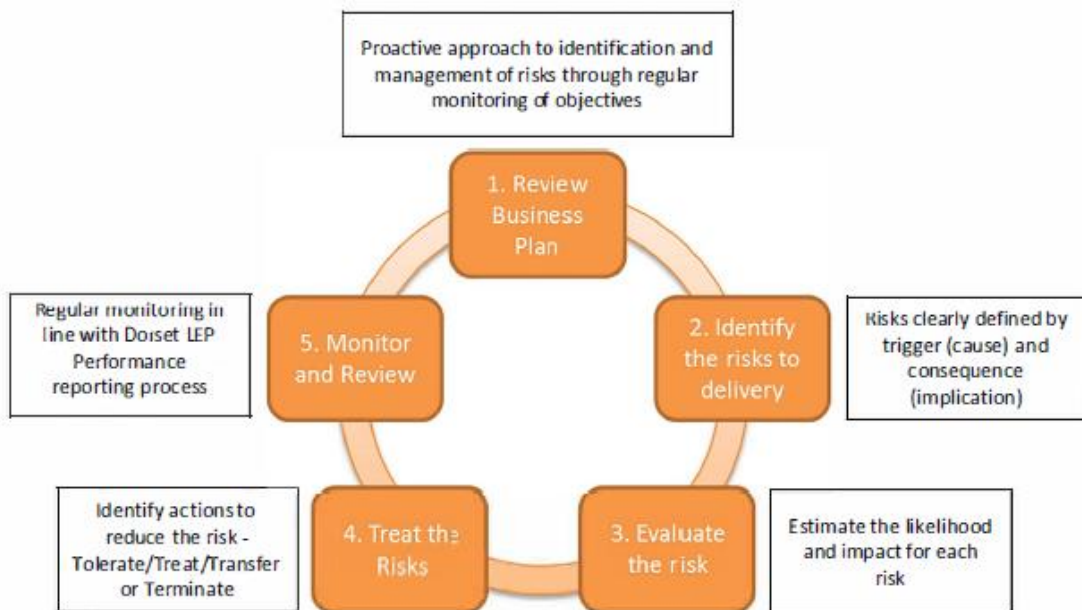 Proactive approach to identification and
management of risks through regular
monitoring of objectives
1. Review
Business
Plan
Regular monitoring in
line with Dorset LEP
Performance
reporting process
5. Monitor
and Review
2. Identify
the risks to
delivery
Risks clearly defined by
trigger (cause) and
consequence
(implication)
Identify actions to
reduce the risk -
Tolerate/Treat/Transfer
or Terminate
4. Treat the
Risks
3. Evaluate
the risk
Estimate the likelihood
and impact for each
risk